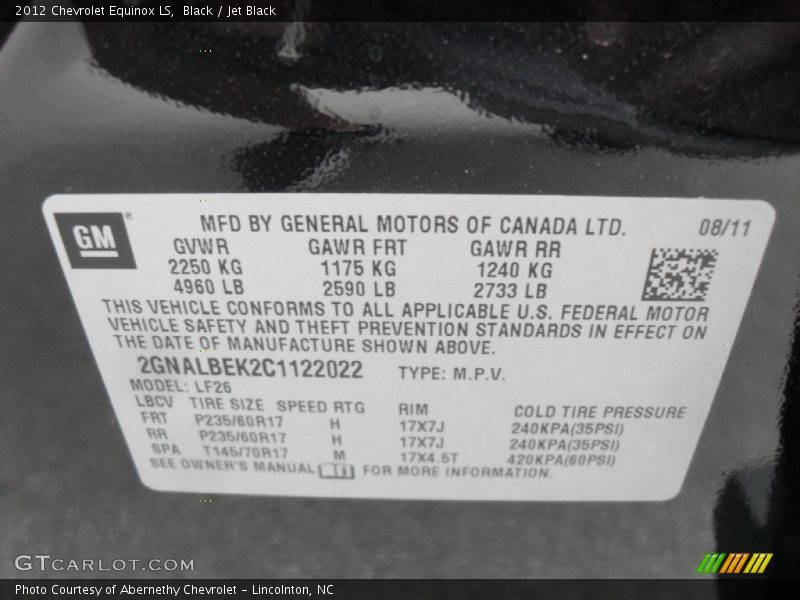 2012 Chevrolet Equinox LS, Black / Jet Black
GM
MFD BY GENERAL MOTORS OF CANADA LTD. 08/11
GVWR GAWR FRT GAWR RR
2250 KG 1175 KG 1240 KG
4960 LB 2590 LB 2733 LB
THIS VEHICLE CONFORMS TO ALL APPLICABLE U.S. FEDERAL MOTOR
VEHICLE SAFETY AND THEFT PREVENTION STANDARDS IN EFFECT ON
THE DATE OF MANUFACTURE SHOWN ABOVE.
2GNALBEK2C1122022 TYPE: M.P.V.
MODEL: LF26
LBCV TIRE SIZE SPEED RTG RIM COLD TIRE PRESSURE
FRT P235/60R17 H 17X7J 240KPA(35PSI)
RR P235/60R17 H 17X7J 240KPA(35PSI)
SPA T145/70R17 M 17X4.5T 420KPA(60PSI)
SEE OWNER'S MANUAL FOR MORE INFORMATION.
GTCARLOT.COM
Photo Courtesy of Abernethy Chevrolet - Lincolnton, NC